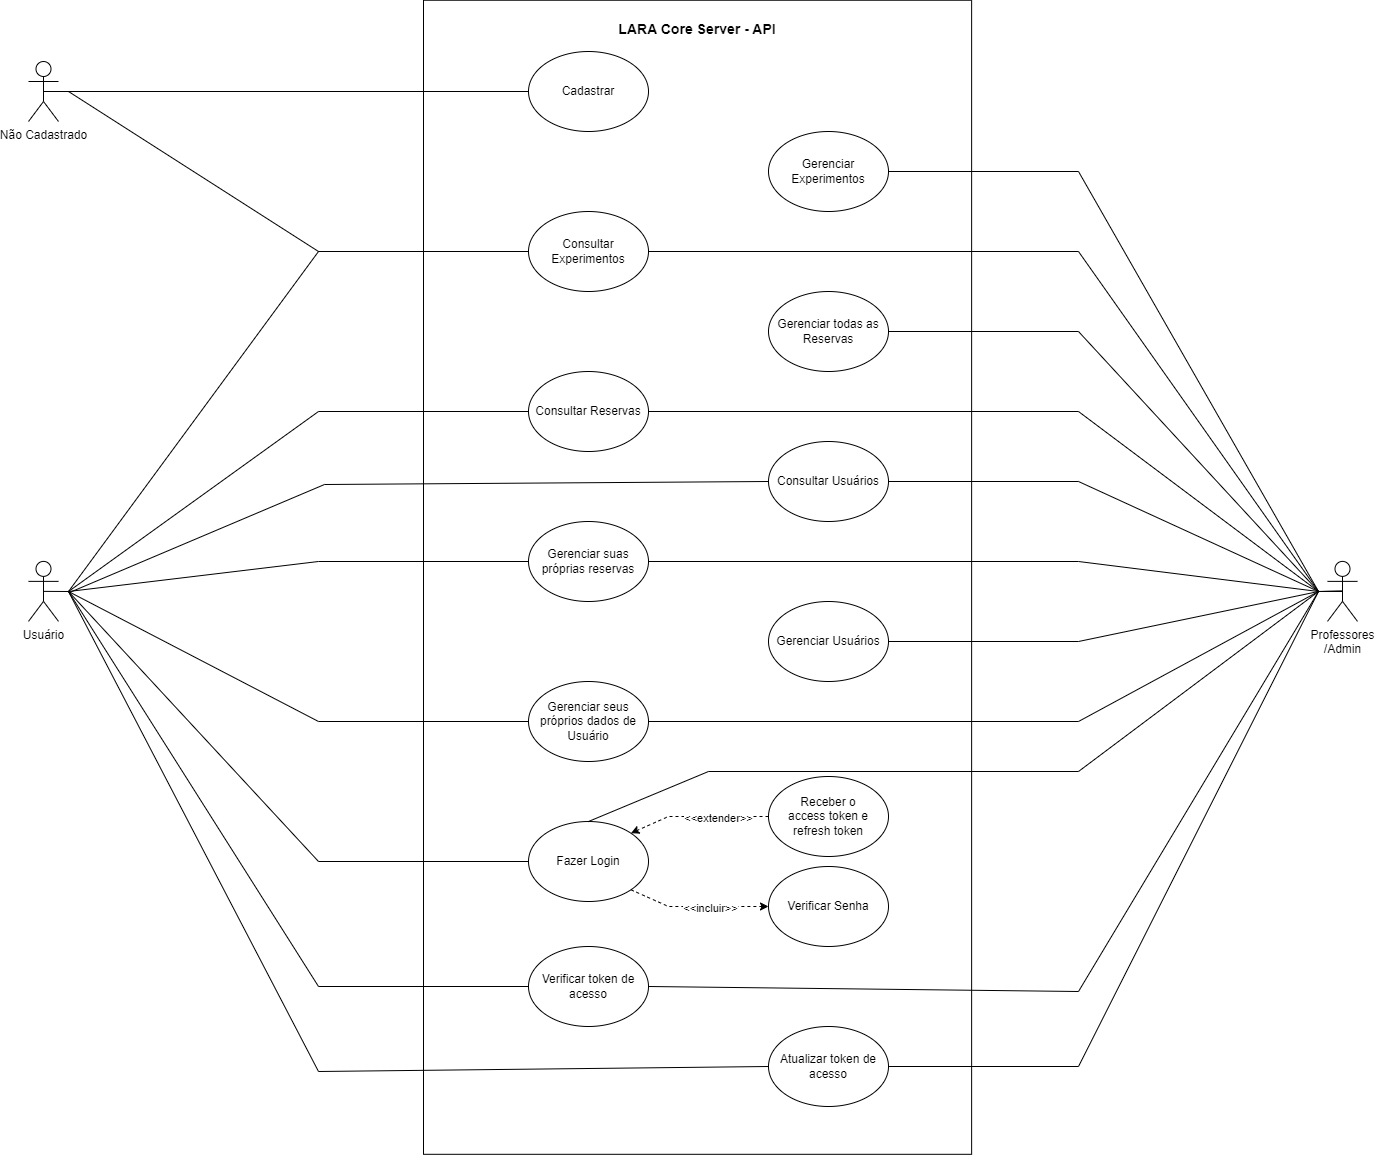 LARA Core Server - API
Não Cadastrado
Cadastrar
Gerenciar
Experimentos
Consultar
Experimentos
Gerenciar todas as
Reservas
Consultar Reservas
Consultar Usuários
Gerenciar suas
próprias reservas
Usuário
Professores
/Admin
Gerenciar Usuários
Gerenciar seus
próprios dados de
Usuário
Receber o
access token e
refresh token
<<extender>>
Fazer Login
<<incluir>>
Verificar Senha
Verificar token de
acesso
Atualizar token de
acesso